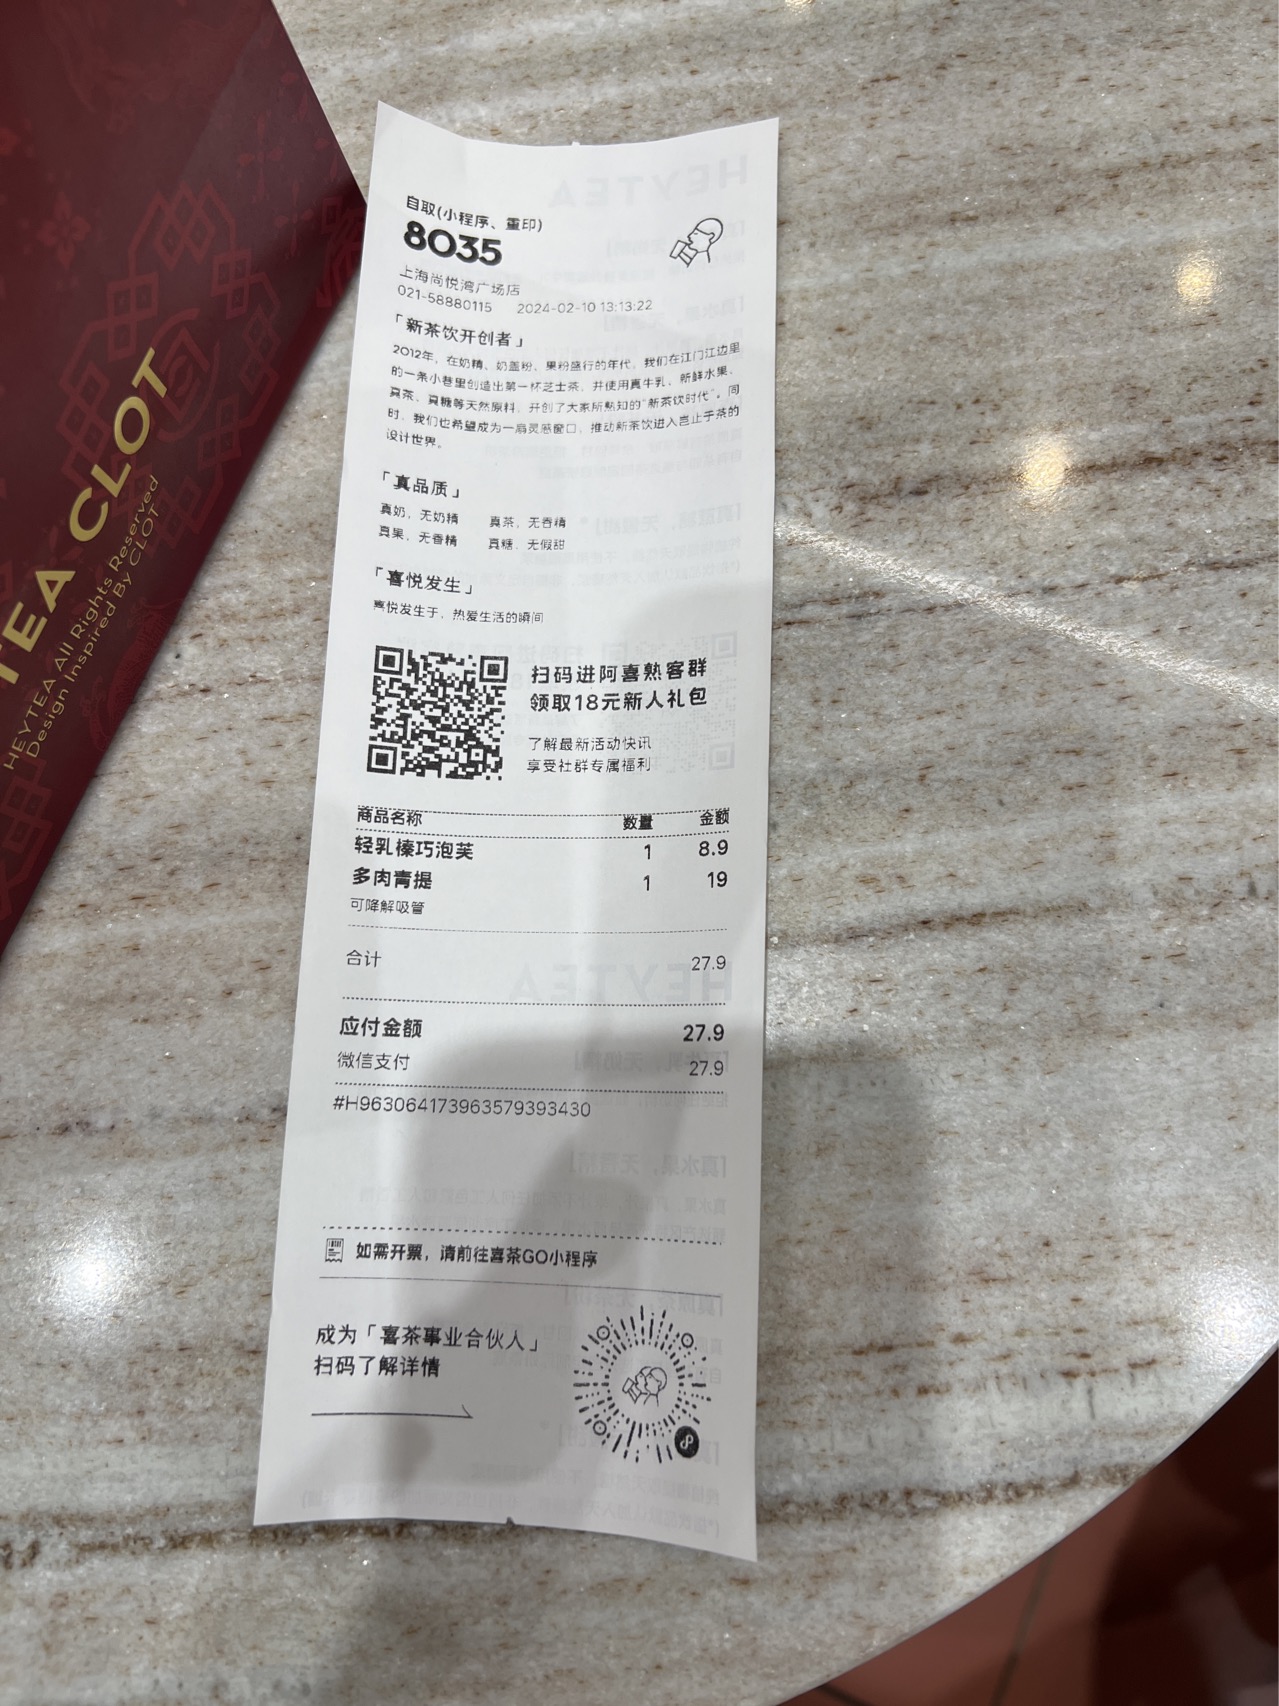 TEA CLOT
HEYTEA All Rights Reserved
Design Inspired By CLOT
自取(小程序、重印)
8035
上海尚悦湾广场店
021-58880115 2024-02-10 13:13:22
「新茶饮开创者」
2012年，在奶精、奶盖粉、果粉盛行的年代，我们在江门江边里
的一条小巷里创造出第一杯芝士茶，并使用真牛乳、新鲜水果、
真茶、真糖等天然原料，开创了大家所熟知的“新茶饮时代”。同
时，我们也希望成为一扇灵感窗口，推动新茶饮进入岂止于茶的
设计世界。
「真品质」
真奶，无奶精 真茶，无香精
真果，无香精 真糖，无假甜
「喜悦发生」
喜悦发生于，热爱生活的瞬间
扫码进阿喜熟客群
领取18元新人礼包
了解最新活动快讯
享受社群专属福利
商品名称 数量 金额
轻乳榛巧泡芙 1 8.9
多肉青提 1 19
可降解吸管
合计 27.9
应付金额 27.9
微信支付 27.9
#H963064173963579393430
如需开票，请前往喜茶GO小程序
成为「喜茶事业合伙人」
扫码了解详情